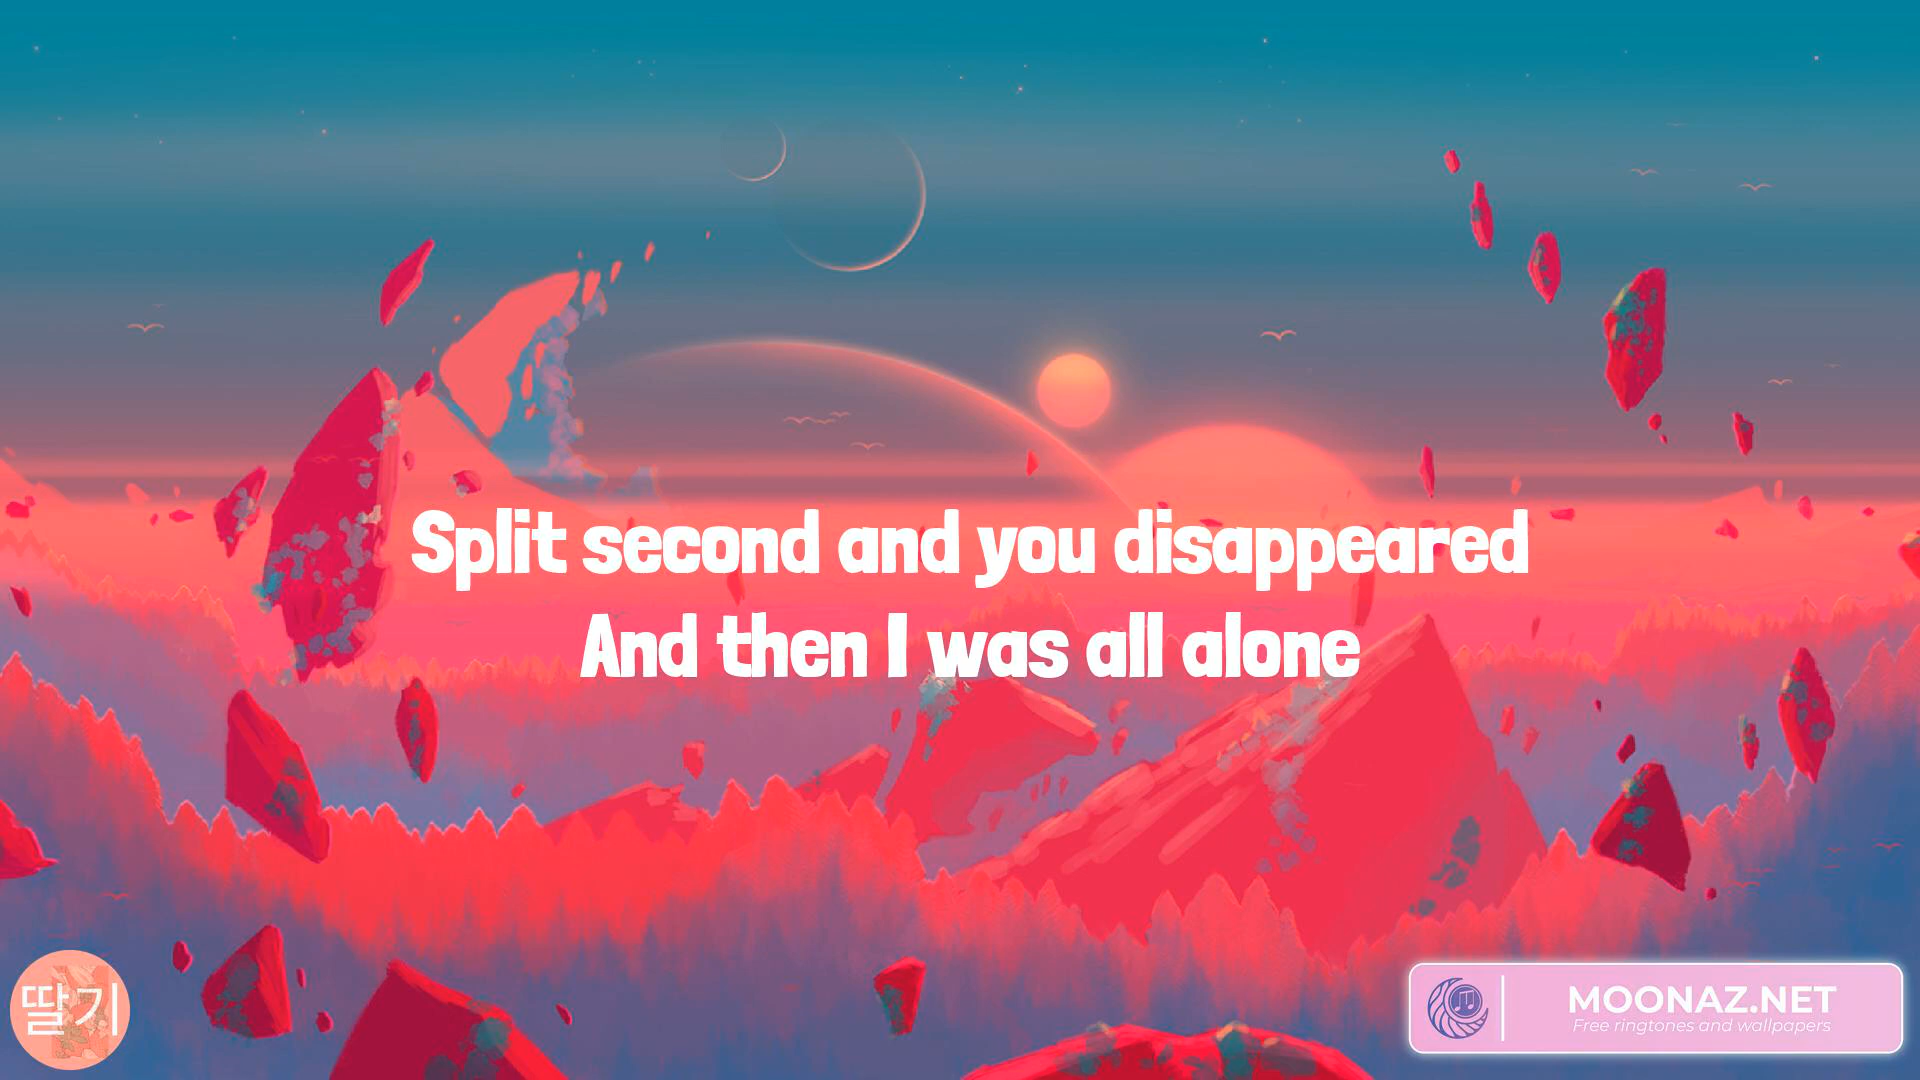 Split second and you disappeared
And then I was all alone
딸기
MOONAZ.NET
Free ringtones and wallpapers